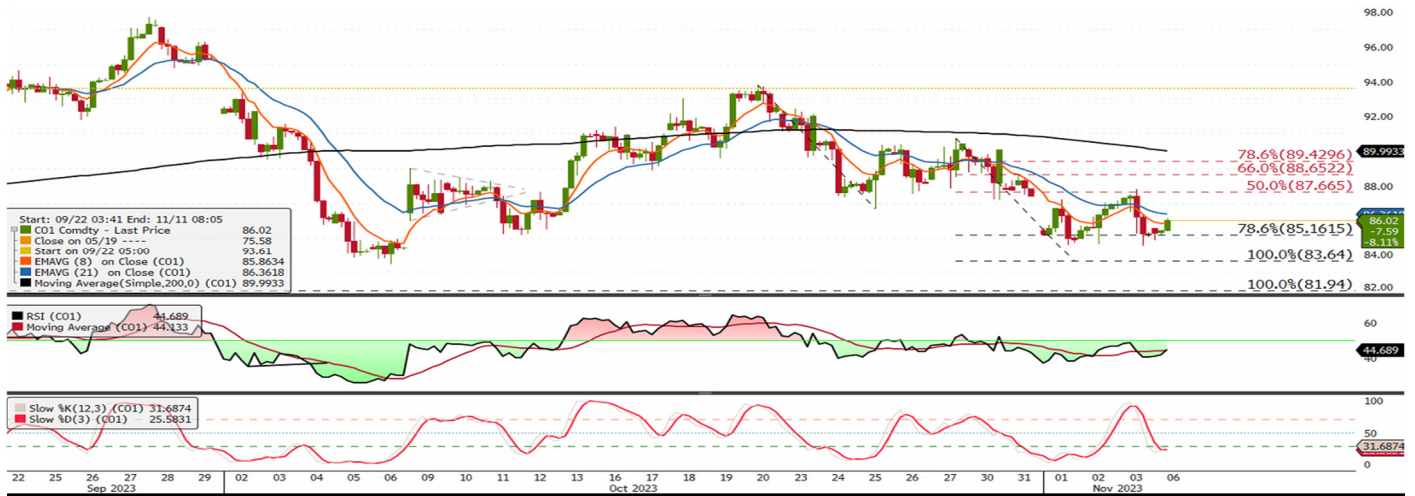 98.00
96.00
94.00
92.00
89.9933
78.6%(89.4296)
66.0%(88.6522)
88.00
50.0%(87.665)
86.02
-7.59
-8.11%
78.6%(85.1615)
84.00
100.0%(83.64)
100.0%(81.94)
82.00
Start: 09/22 03:41 End: 11/11 08:05
CO1 Comdty - Last Price 86.02
Close on 05/19 ---- 75.58
Start on 09/22 05:00 93.61
EMAVG (8) on Close (CO1) 85.8634
EMAVG (21) on Close (CO1) 86.3618
Moving Average(Simple,200,0) (CO1) 89.9933
RSI (CO1) 44.689
Moving Average (CO1) 44.133
60
44.689
40
Slow %K(12,3) (CO1) 31.6874
Slow %D(3) (CO1) 25.5831
100
50
31.6874
0
22 25 26 27 28 29 02 03 04 05 06 09 10 11 12 13 16 17 18 19 20 23 24 25 26 27 30 31 01 02 03 06
Sep 2023 Oct 2023 Nov 2023